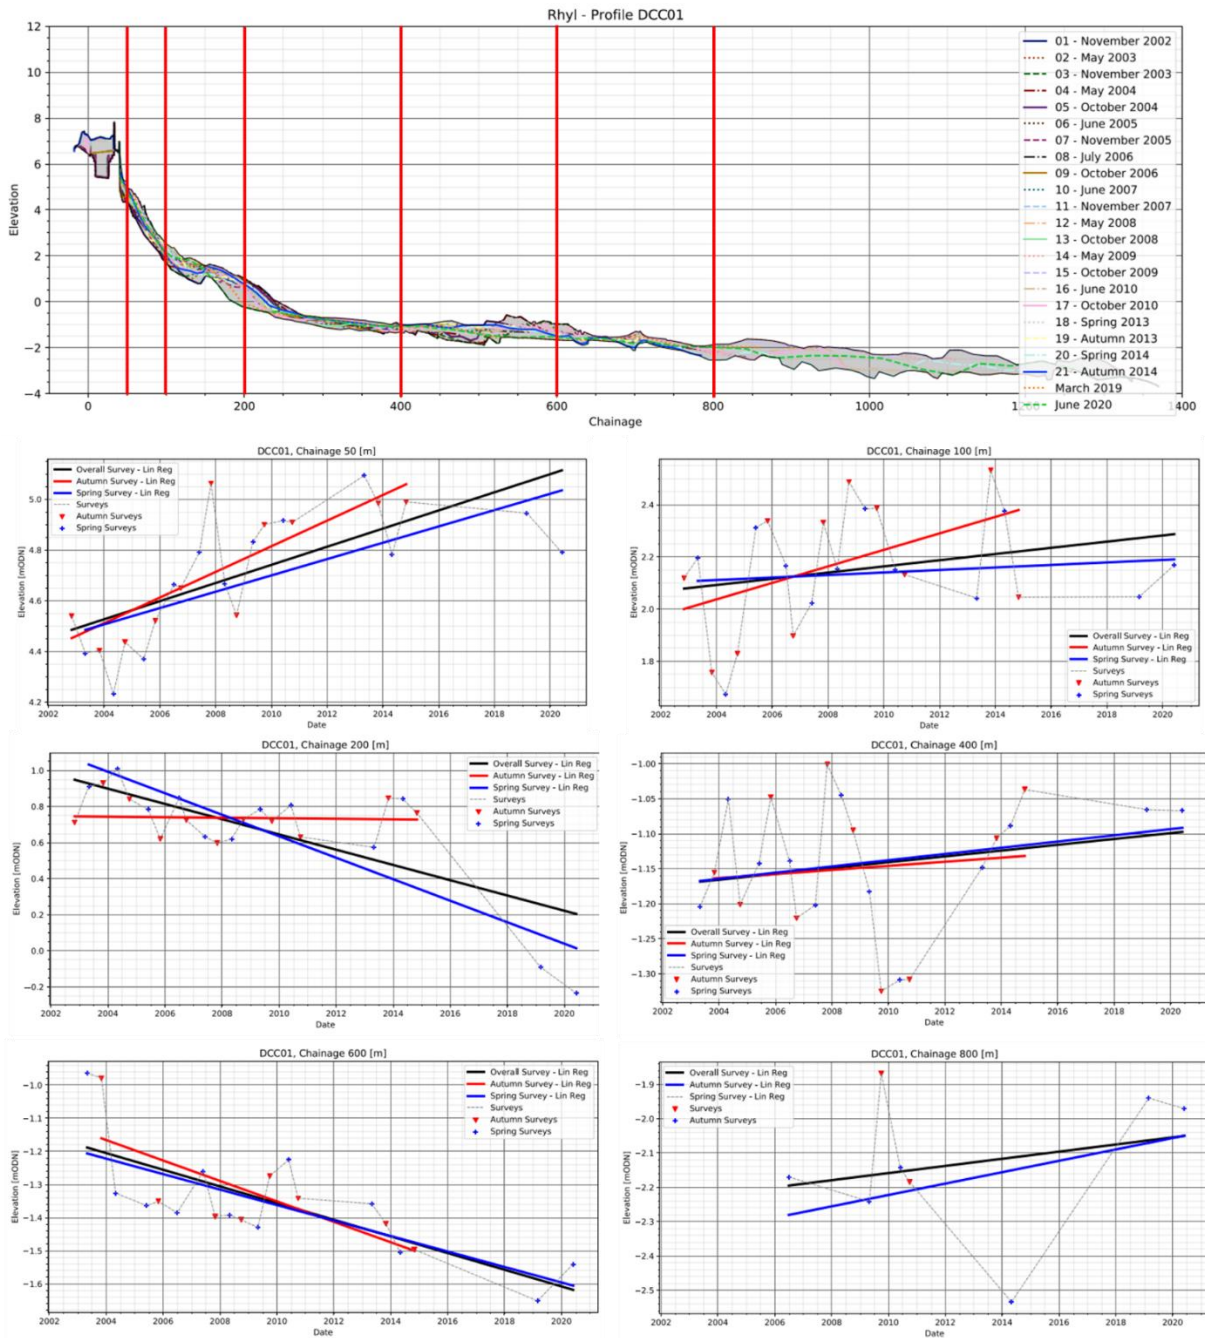 Rhyl - Profile DCC01
12
10
8
6
4
2
0
−2
−4
Elevation
0
200
400
600
800
1000
1200
1400
Chainage
01 - November 2002
02 - May 2003
03 - November 2003
04 - May 2004
05 - October 2004
06 - June 2005
07 - November 2005
08 - July 2006
09 - October 2006
10 - June 2007
11 - November 2007
12 - May 2008
13 - October 2008
14 - May 2009
15 - October 2009
16 - June 2010
17 - October 2010
18 - Spring 2013
19 - Autumn 2013
20 - Spring 2014
21 - Autumn 2014
March 2019
June 2020
DCC01, Chainage 50 [m]
Overall Survey - Lin Reg
Autumn Survey - Lin Reg
Spring Survey - Lin Reg
Surveys
Autumn Surveys
Spring Surveys
5.0
4.8
4.6
4.4
4.2
Elevation [mODN]
2002 2004 2006 2008 2010 2012 2014 2016 2018 2020
Date
DCC01, Chainage 100 [m]
2.4
2.2
2.0
1.8
Elevation [mODN]
Overall Survey - Lin Reg
Autumn Survey - Lin Reg
Spring Survey - Lin Reg
Surveys
Autumn Surveys
Spring Surveys
2002 2004 2006 2008 2010 2012 2014 2016 2018 2020
Date
DCC01, Chainage 200 [m]
Overall Survey - Lin Reg
Autumn Survey - Lin Reg
Spring Survey - Lin Reg
Surveys
Autumn Surveys
Spring Surveys
1.0
0.8
0.6
0.4
0.2
0.0
−0.2
Elevation [mODN]
2002 2004 2006 2008 2010 2012 2014 2016 2018 2020
Date
DCC01, Chainage 400 [m]
−1.00
−1.05
−1.10
−1.15
−1.20
−1.25
−1.30
Elevation [mODN]
Overall Survey - Lin Reg
Autumn Survey - Lin Reg
Spring Survey - Lin Reg
Surveys
Autumn Surveys
Spring Surveys
2002 2004 2006 2008 2010 2012 2014 2016 2018 2020
Date
DCC01, Chainage 600 [m]
Overall Survey - Lin Reg
Autumn Survey - Lin Reg
Spring Survey - Lin Reg
Surveys
Autumn Surveys
Spring Surveys
−1.0
−1.1
−1.2
−1.3
−1.4
−1.5
−1.6
Elevation [mODN]
2002 2004 2006 2008 2010 2012 2014 2016 2018 2020
Date
DCC01, Chainage 800 [m]
Overall Survey - Lin Reg
Autumn Survey - Lin Reg
Spring Survey - Lin Reg
Surveys
Autumn Surveys
−1.9
−2.0
−2.1
−2.2
−2.3
−2.4
−2.5
Elevation [mODN]
2002 2004 2006 2008 2010 2012 2014 2016 2018 2020
Date